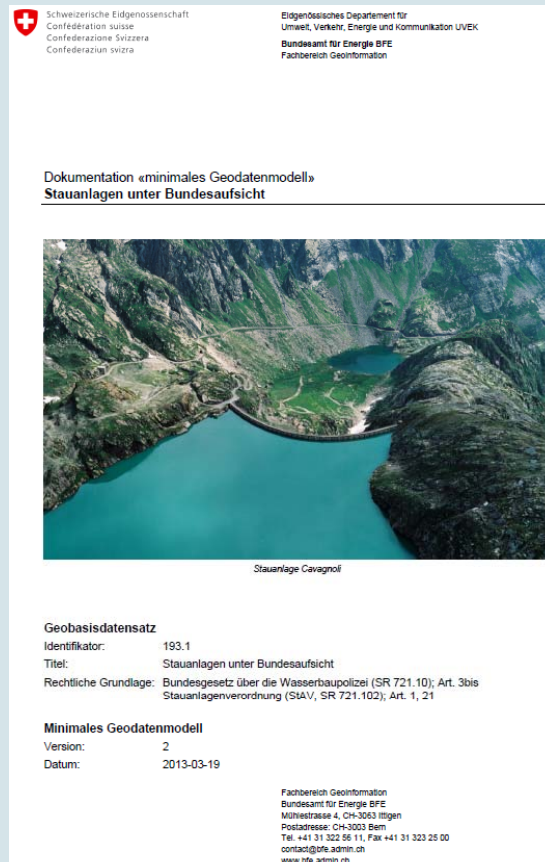 Schweizerische Eidgenossenschaft
Confédération suisse
Confederazione Svizzera
Confederaziun svizra
Eidgenössisches Departement für
Umwelt, Verkehr, Energie und Kommunikation UVEK
Bundesamt für Energie BFE
Fachbereich Geoinformation
Dokumentation «minimales Geodatenmodell»
Stauanlagen unter Bundesaufsicht
Stauanlage Cavagnoli
Geobasisdatensatz
Identifikator: 193.1
Titel: Stauanlagen unter Bundesaufsicht
Rechtliche Grundlage: Bundesgesetz über die Wasserbaupolizei (SR 721.10); Art. 3bis
Stauanlagenverordnung (StAV, SR 721.102); Art. 1, 21
Minimales Geodatenmodell
Version: 2
Datum: 2013-03-19
Fachbereich Geoinformation
Bundesamt für Energie BFE
Mühlestrasse 4, CH-3063 Ittigen
Postadresse: CH-3003 Bern
Tel. +41 31 322 56 11, Fax +41 31 323 25 00
contact@bfe.admin.ch
www.bfe.admin.ch